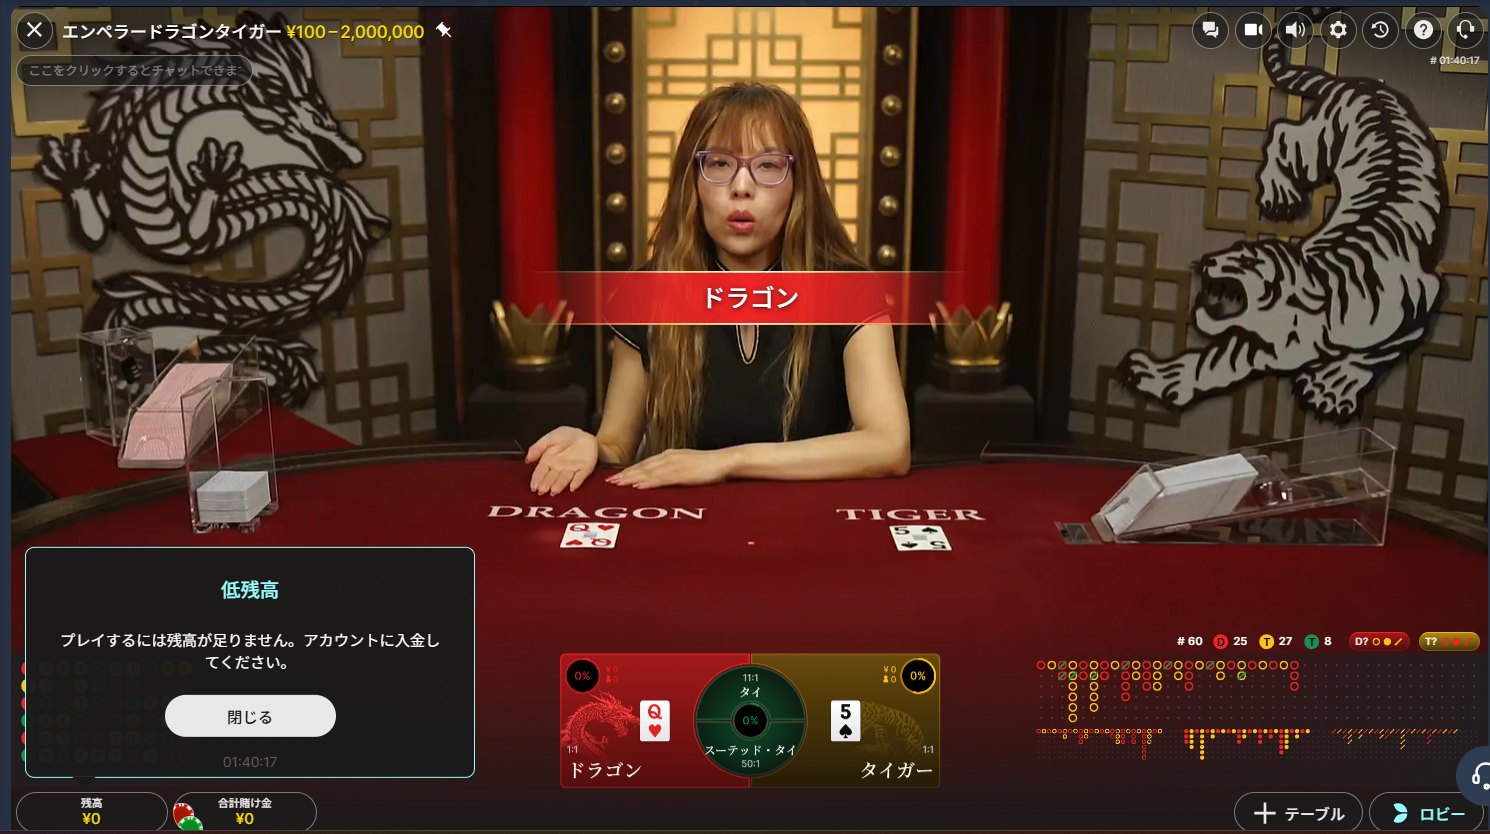 エンペラードラゴンタイガー ¥100–2,000,000
ここをクリックするとチャットできま
# 01:40:17
ドラゴン
DRAGON
TIGER
Q
5
低残高
プレイするには残高が足りません。アカウントに入金し
てください。
閉じる
01:40:17
# 60 D 25 T 27 T 8 D? T?
0%
¥ 0
0
11:1
タイ
0%
スーテッド・タイ
50:1
Q
1:1
ドラゴン
¥ 0
0
0%
5
1:1
タイガー
残高
¥0
合計賭け金
¥0
テーブル
ロビー